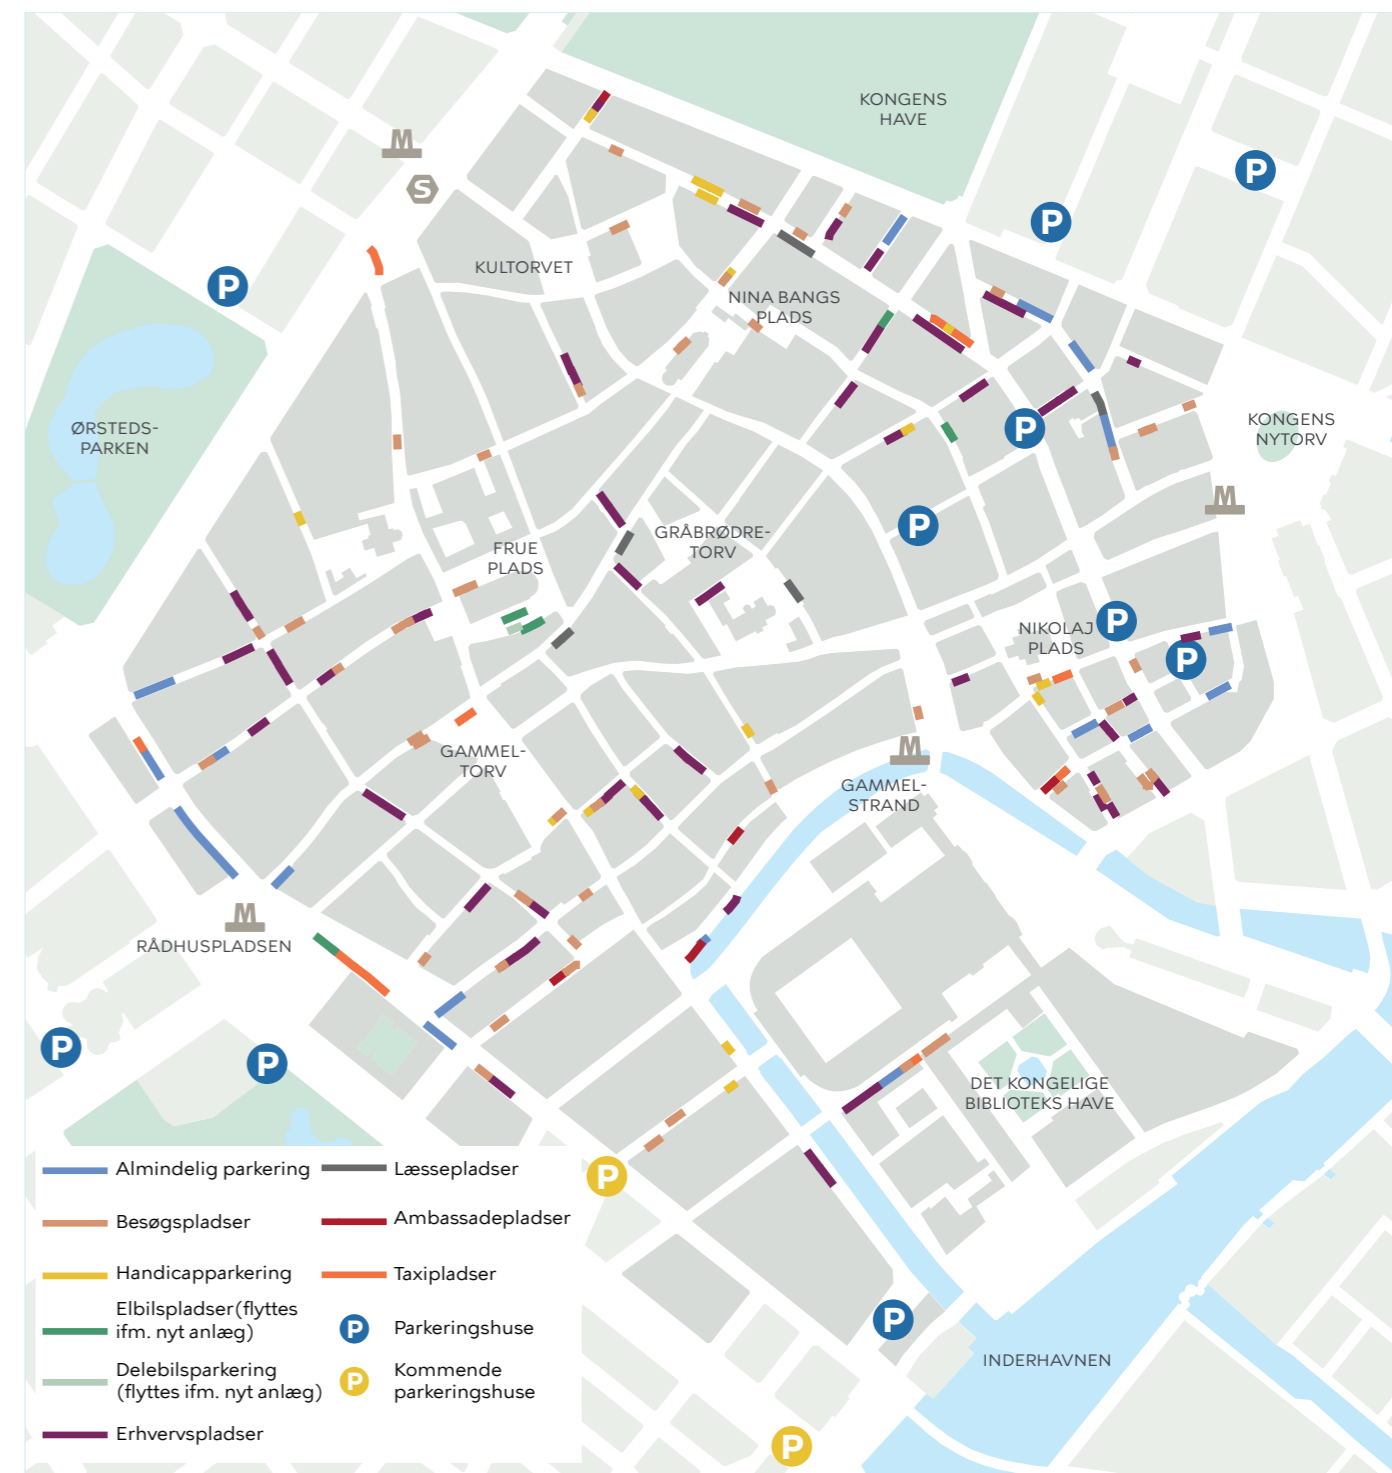 KONGENS
HAVE
M
S
P
P
P
P
KULTORVET
NINA BANGS
PLADS
ØRSTEDS-
PARKEN
KONGENS
NYTORV
P
M
P
FRUE
PLADS
GRÅBRØDRE-
TORV
NIKOLAJ
PLADS
P
P
GAMMEL-
TORV
M
GAMMEL-
STRAND
M
RÅDHUSPLADSEN
P
P
DET KONGELIGE
BIBLIOTEKS HAVE
P
P
INDERHAVNEN
P
Almindelig parkering
Besøgspladser
Handicapparkering
Elbilspladser(flyttes
ifm. nyt anlæg)
Delebilsparkering
(flyttes ifm. nyt anlæg)
Erhvervspladser
Læssepladser
Ambassadepladser
Taxipladser
P
Parkeringshuse
P
Kommende
parkeringshuse